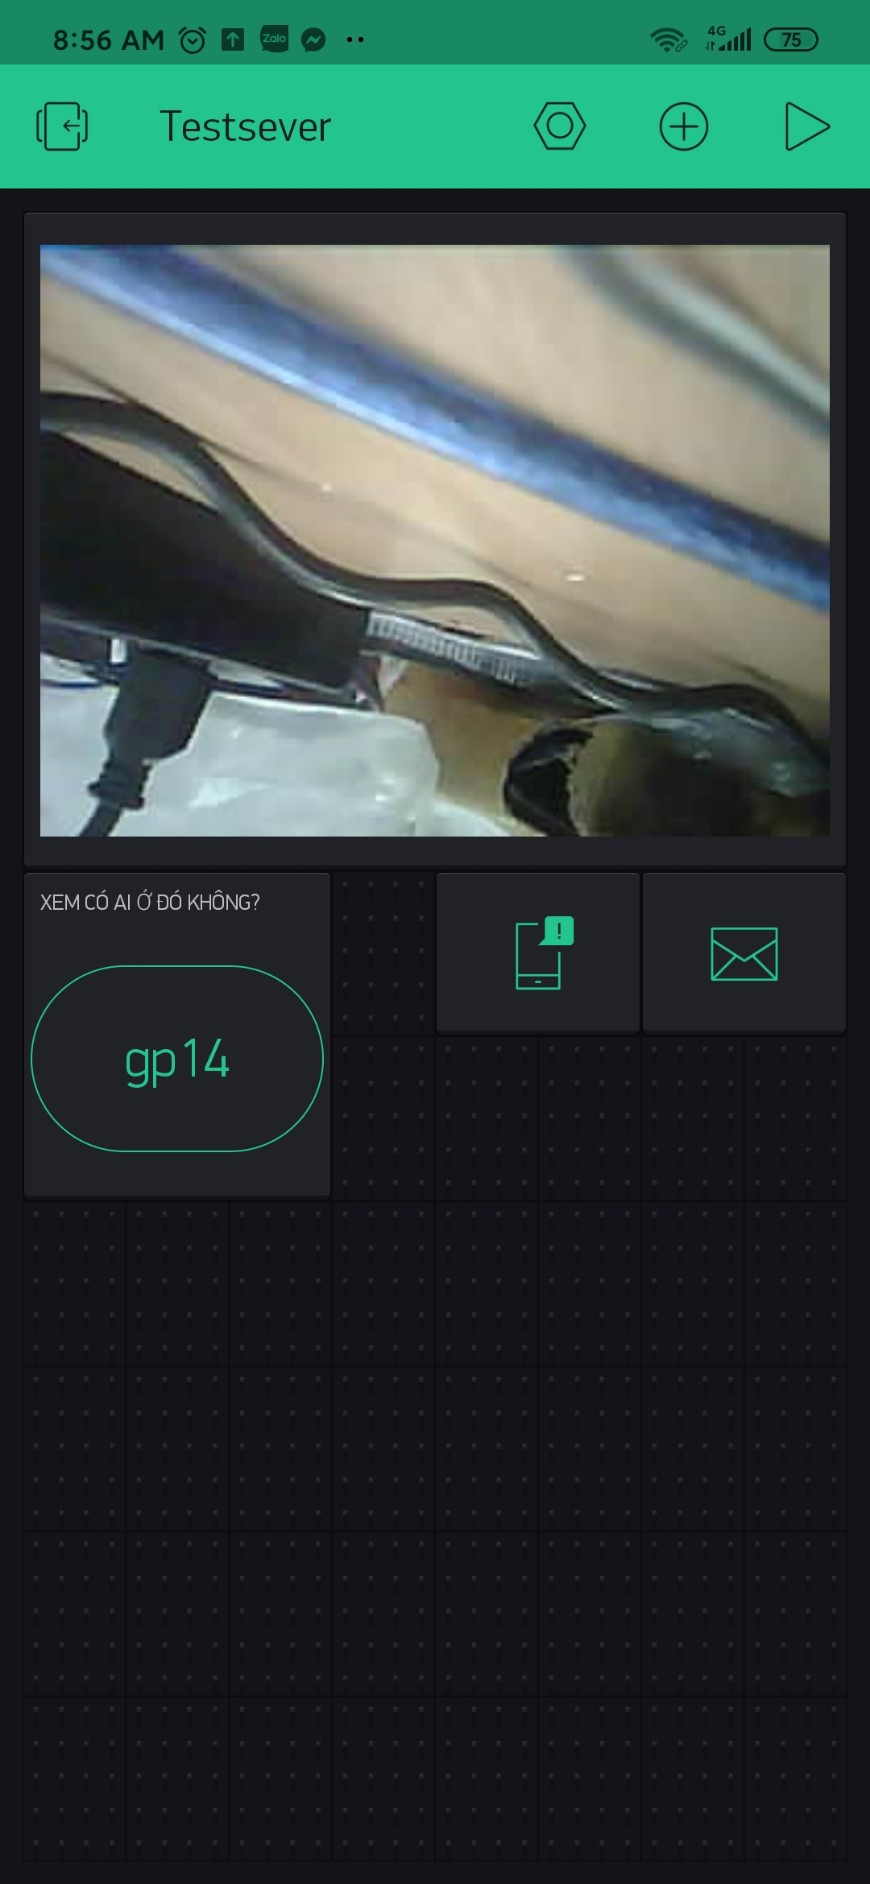 8:56 AM
Zalo
4G
75
Testsever
XEM CÓ AI Ớ ĐÓ KHÔNG?
!
gp14